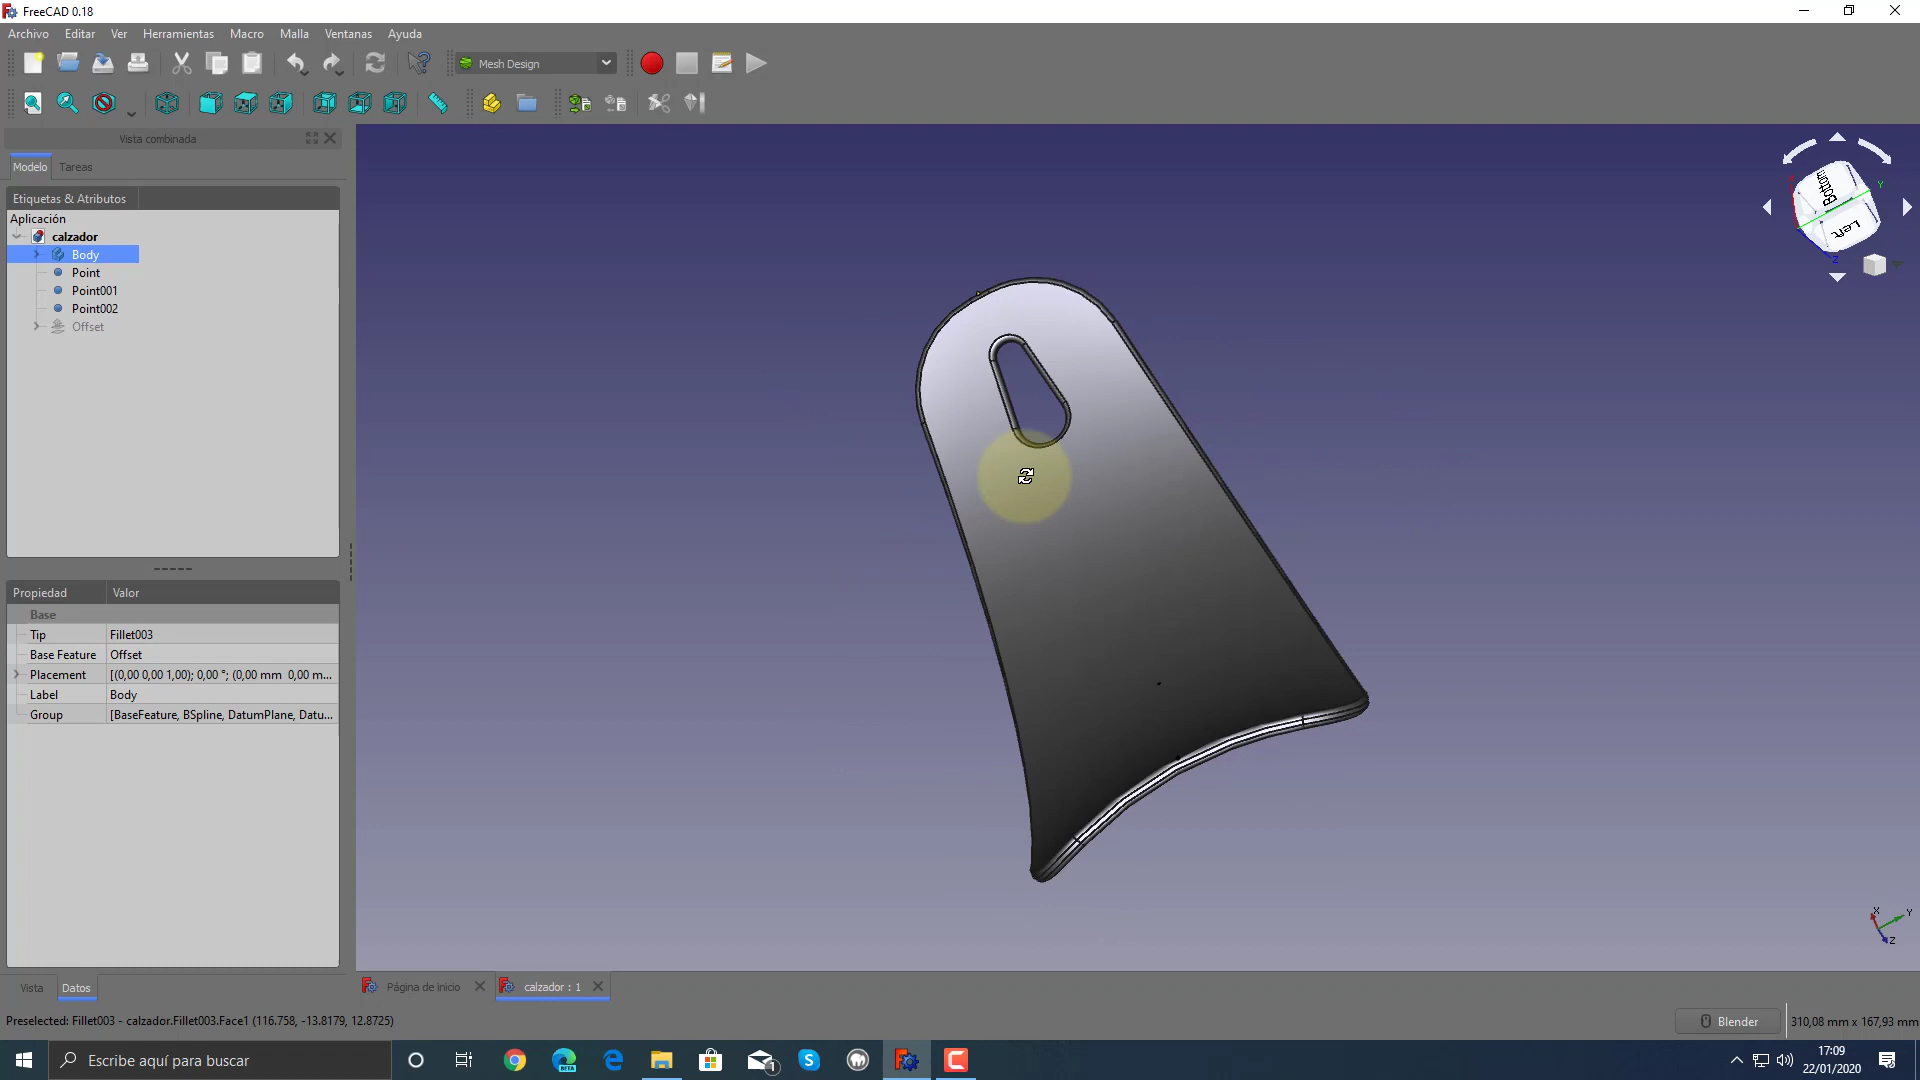 FreeCAD 0.18
Archivo Editar Ver Herramientas Macro Malla Ventanas Ayuda
Mesh Design
Vista combinada
Modelo Tareas
Etiquetas & Atributos
Aplicación
calzador
Body
Point
Point001
Point002
Offset
Bottom
Left
Y
Z
Propiedad Valor
Base
Tip Fillet003
Base Feature Offset
Placement [(0,00 0,00 1,00); 0,00 °; (0,00 mm 0,00 m...
Label Body
Group [BaseFeature, BSpline, DatumPlane, Datu...
X
Y
Z
Vista Datos
Página de inicio calzador : 1
Preselected: Fillet003 - calzador.Fillet003.Face1 (116.758, -13.8179, 12.8725)
Blender 310,08 mm x 167,93 mm
Escribe aquí para buscar
BETA
1
17:09
22/01/2020